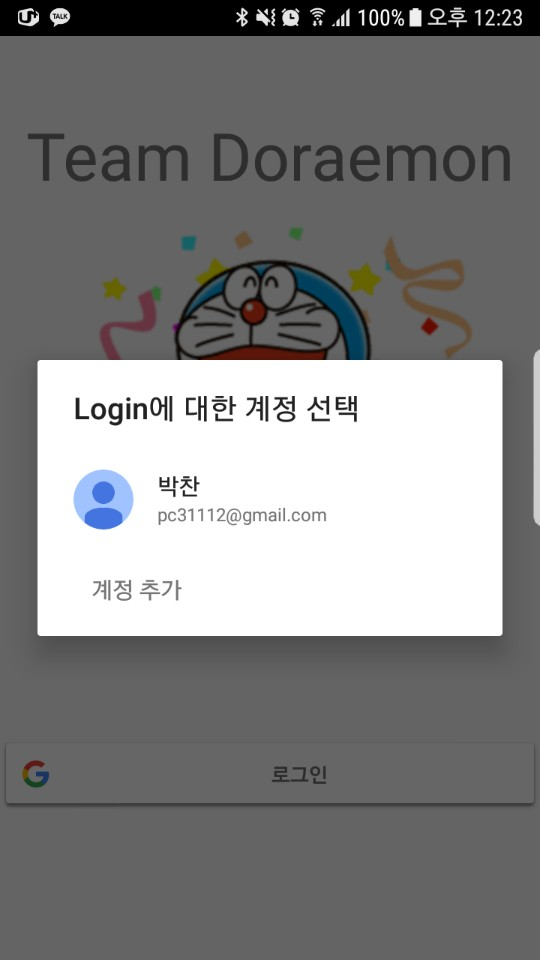 TALK
100%
오후 12:23
Team Doraemon
Login에 대한 계정 선택
박찬
pc31112@gmail.com
계정 추가
로그인